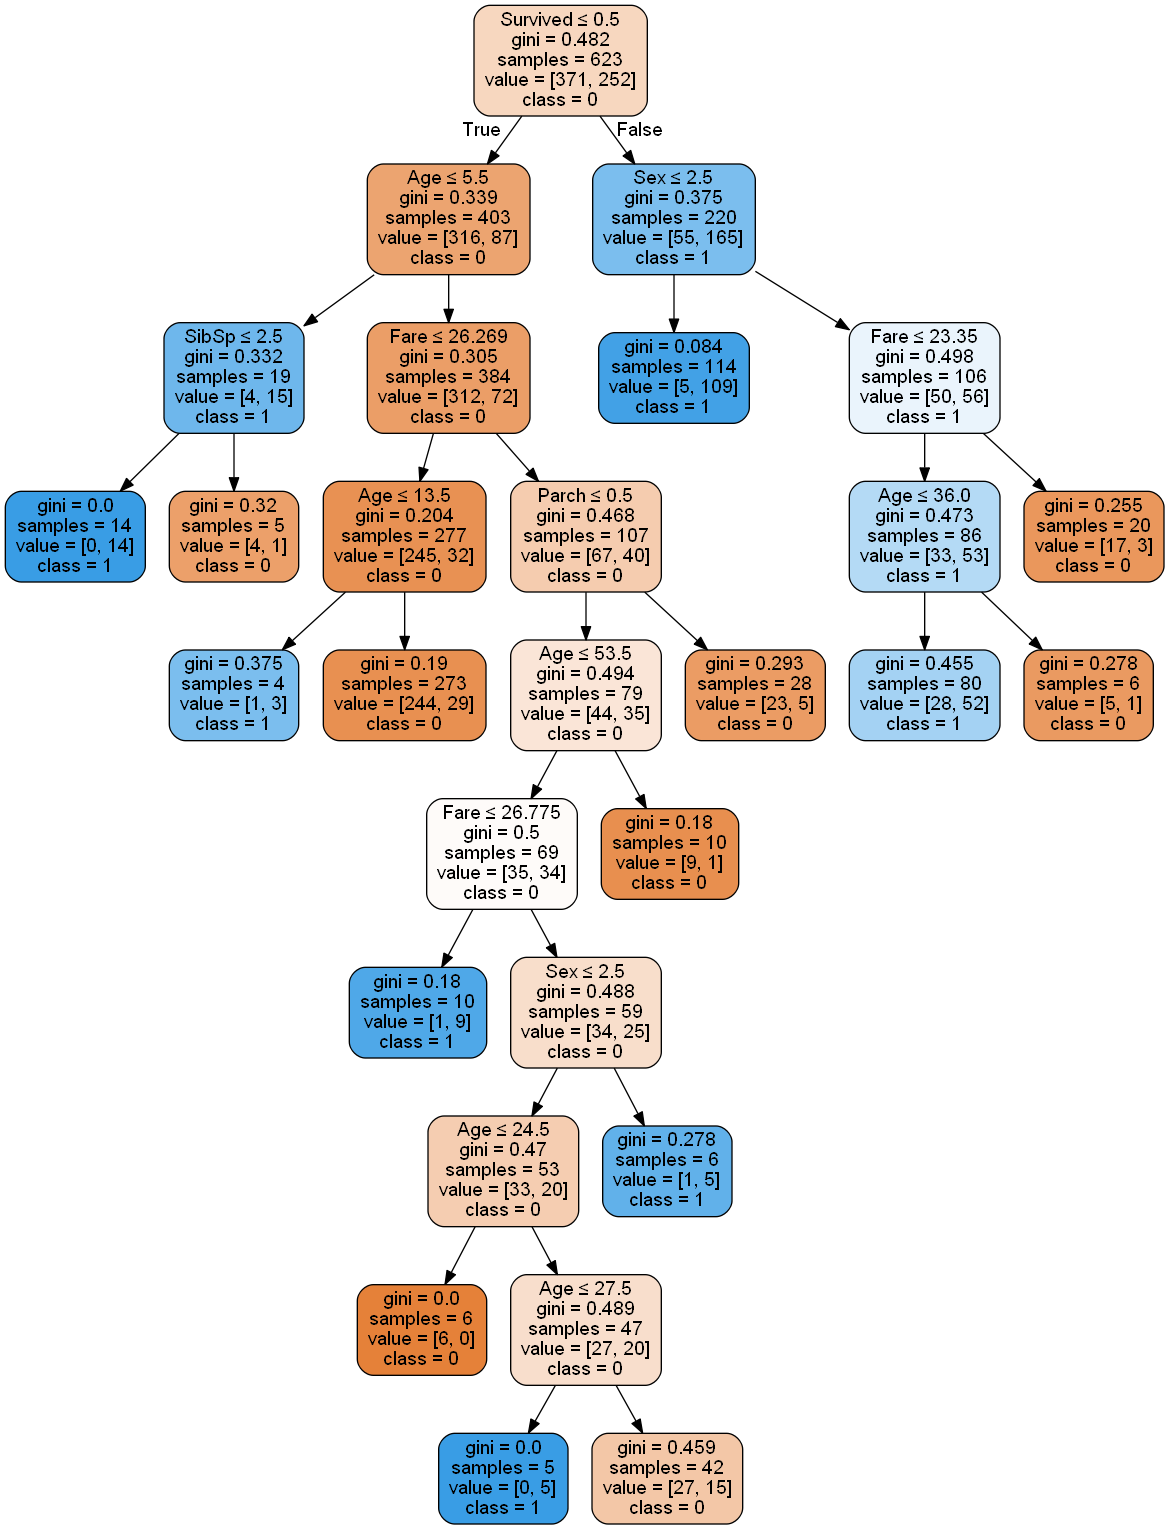 Survived ≤ 0.5
gini = 0.482
samples = 623
value = [371, 252]
class = 0
True
False
Age ≤ 5.5
gini = 0.339
samples = 403
value = [316, 87]
class = 0
Sex ≤ 2.5
gini = 0.375
samples = 220
value = [55, 165]
class = 1
SibSp ≤ 2.5
gini = 0.332
samples = 19
value = [4, 15]
class = 1
Fare ≤ 26.269
gini = 0.305
samples = 384
value = [312, 72]
class = 0
gini = 0.084
samples = 114
value = [5, 109]
class = 1
Fare ≤ 23.35
gini = 0.498
samples = 106
value = [50, 56]
class = 1
gini = 0.0
samples = 14
value = [0, 14]
class = 1
gini = 0.32
samples = 5
value = [4, 1]
class = 0
Age ≤ 13.5
gini = 0.204
samples = 277
value = [245, 32]
class = 0
Parch ≤ 0.5
gini = 0.468
samples = 107
value = [67, 40]
class = 0
Age ≤ 36.0
gini = 0.473
samples = 86
value = [33, 53]
class = 1
gini = 0.255
samples = 20
value = [17, 3]
class = 0
gini = 0.375
samples = 4
value = [1, 3]
class = 1
gini = 0.19
samples = 273
value = [244, 29]
class = 0
Age ≤ 53.5
gini = 0.494
samples = 79
value = [44, 35]
class = 0
gini = 0.293
samples = 28
value = [23, 5]
class = 0
gini = 0.455
samples = 80
value = [28, 52]
class = 1
gini = 0.278
samples = 6
value = [5, 1]
class = 0
Fare ≤ 26.775
gini = 0.5
samples = 69
value = [35, 34]
class = 0
gini = 0.18
samples = 10
value = [9, 1]
class = 0
gini = 0.18
samples = 10
value = [1, 9]
class = 1
Sex ≤ 2.5
gini = 0.488
samples = 59
value = [34, 25]
class = 0
Age ≤ 24.5
gini = 0.47
samples = 53
value = [33, 20]
class = 0
gini = 0.278
samples = 6
value = [1, 5]
class = 1
gini = 0.0
samples = 6
value = [6, 0]
class = 0
Age ≤ 27.5
gini = 0.489
samples = 47
value = [27, 20]
class = 0
gini = 0.0
samples = 5
value = [0, 5]
class = 1
gini = 0.459
samples = 42
value = [27, 15]
class = 0